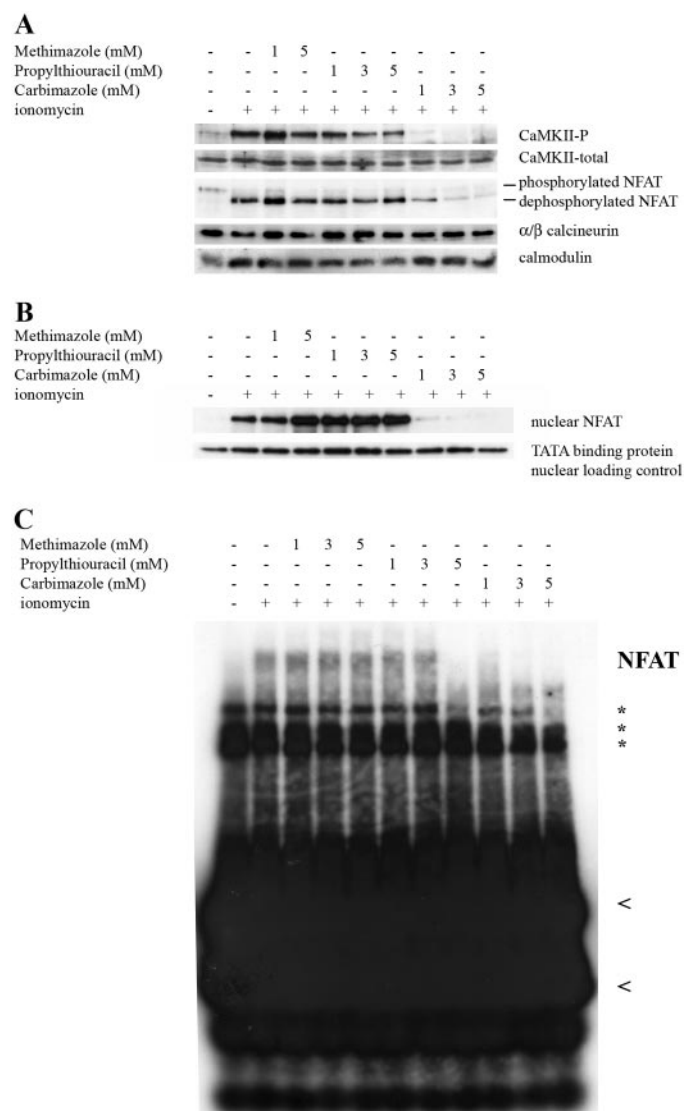 A
Methimazole (mM) - - 1 5 - - - - - -
Propylthiouracil (mM) - - - - 1 3 5 - - -
Carbimazole (mM) - - - - - - - 1 3 5
ionomycin - + + + + + + + + +
CaMKII-P
CaMKII-total
phosphorylated NFAT
dephosphorylated NFAT
α/β calcineurin
calmodulin
B
Methimazole (mM) - - 1 5 - - - - - -
Propylthiouracil (mM) - - - - 1 3 5 - - -
Carbimazole (mM) - - - - - - - 1 3 5
ionomycin - + + + + + + + + +
nuclear NFAT
TATA binding protein
nuclear loading control
C
Methimazole (mM) - - 1 3 5 - - - - - -
Propylthiouracil (mM) - - - - - 1 3 5 - - -
Carbimazole (mM) - - - - - - - - 1 3 5
ionomycin - + + + + + + + + + +
NFAT
*
*
*
<
<